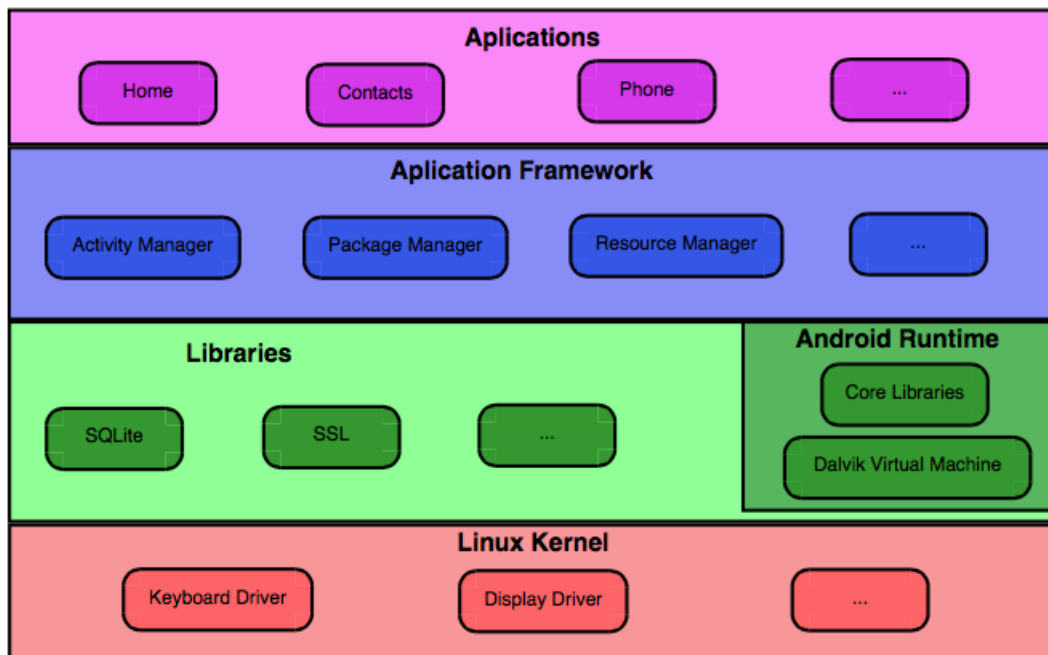 Aplications
Home
Contacts
Phone
...
Aplication Framework
Activity Manager
Package Manager
Resource Manager
...
Libraries
SQLite
SSL
...
Android Runtime
Core Libraries
Dalvik Virtual Machine
Linux Kernel
Keyboard Driver
Display Driver
...